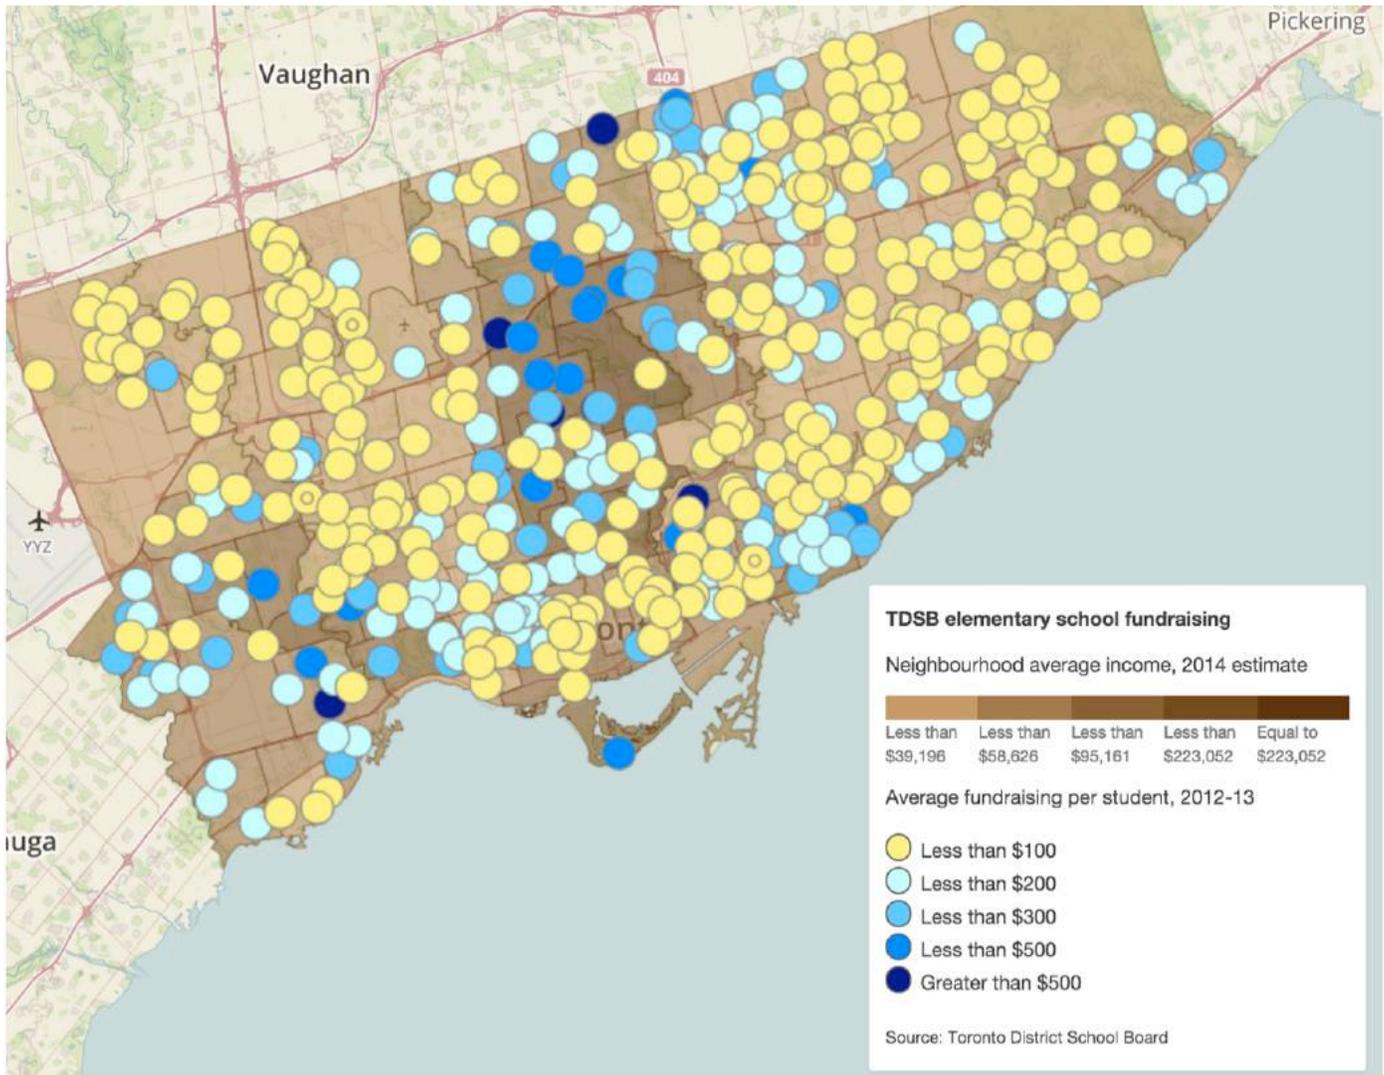 Pickering
Vaughan
404
YYZ
ont
auga
TDSB elementary school fundraising
Neighbourhood average income, 2014 estimate
Less than Less than Less than Less than Equal to
$39,196 $58,626 $95,161 $223,052 $223,052
Average fundraising per student, 2012-13
Less than $100
Less than $200
Less than $300
Less than $500
Greater than $500
Source: Toronto District School Board